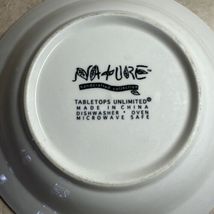 NATURE
TABLETOPS UNLIMITED®
MADE IN CHINA
DISHWASHER • OVEN
MICROWAVE SAFE